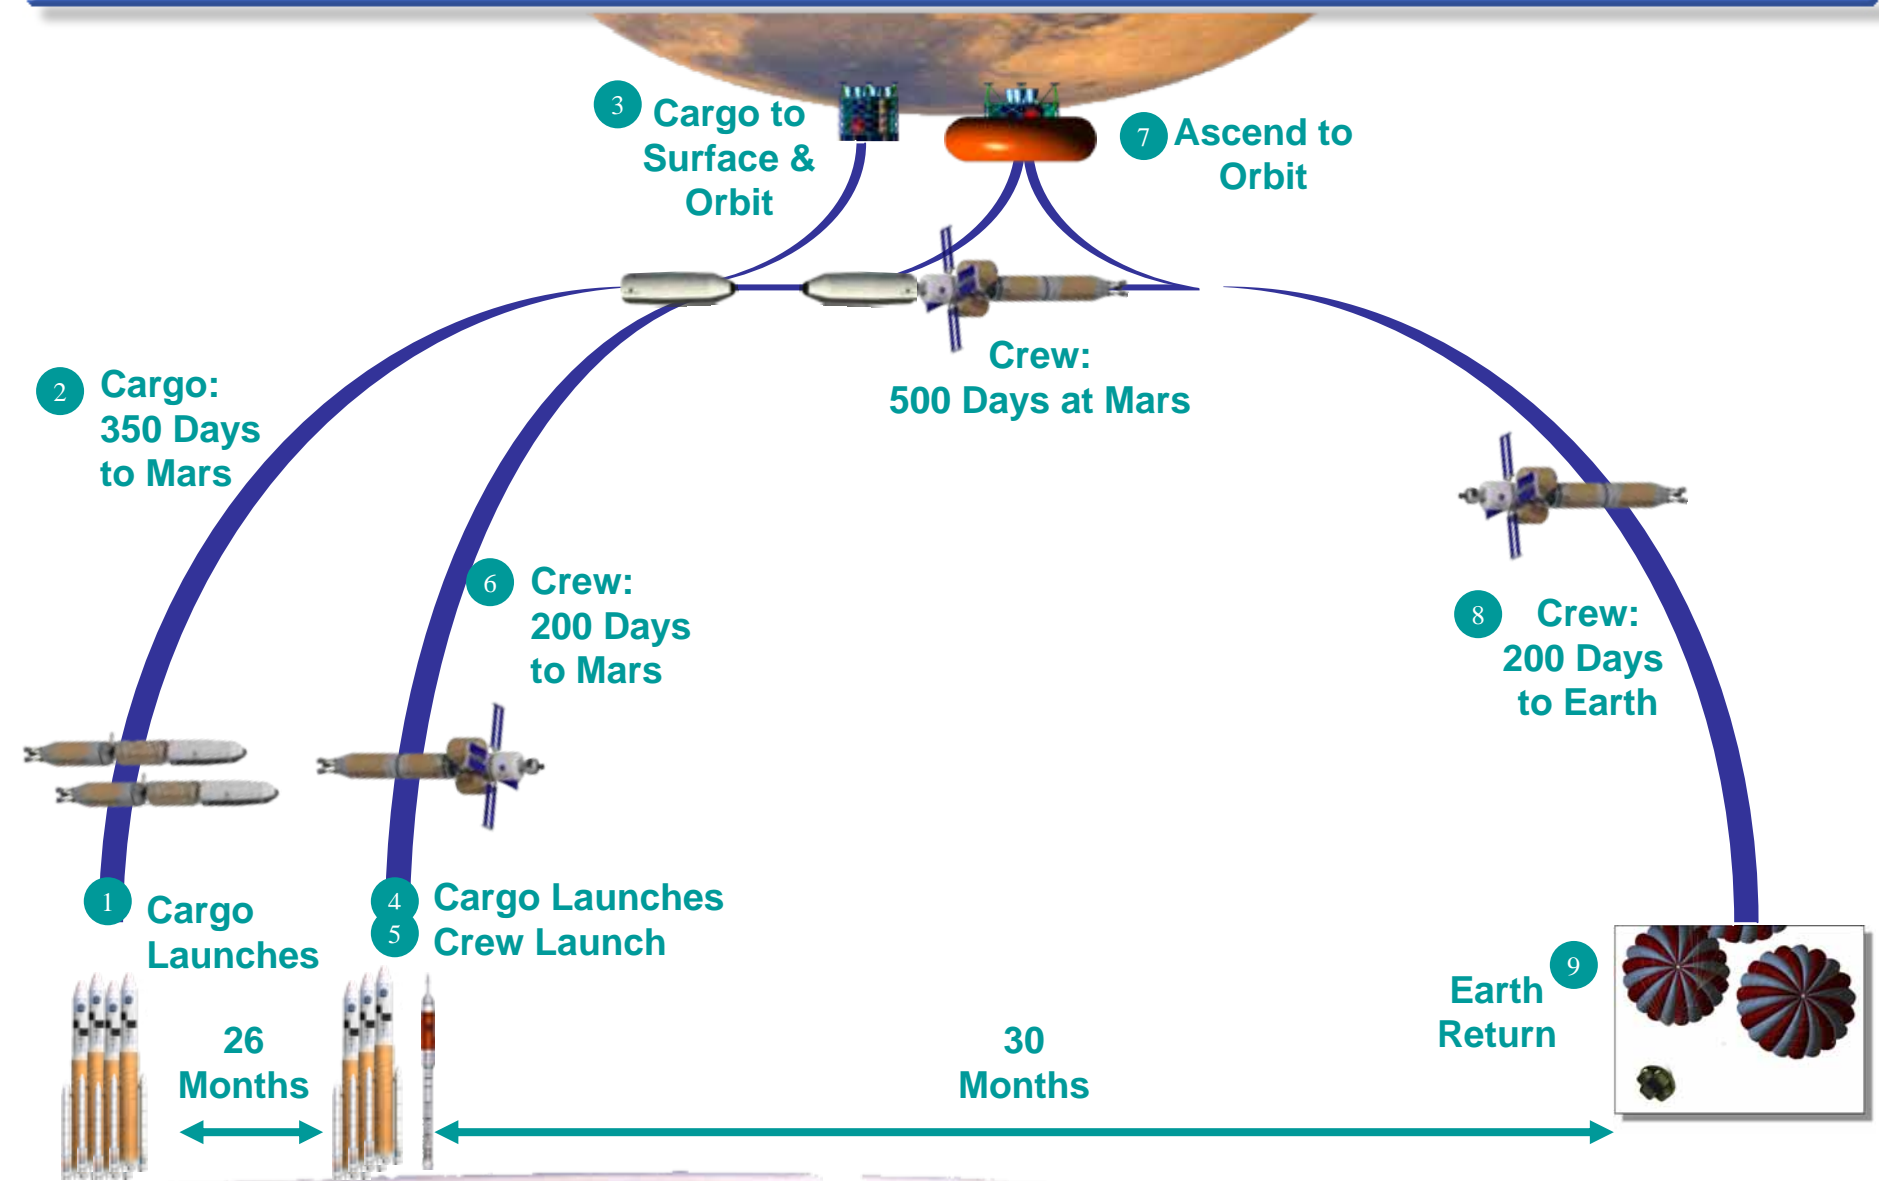 3 Cargo to
Surface &
Orbit
7 Ascend to
Orbit
Crew:
500 Days at Mars
2 Cargo:
350 Days
to Mars
6 Crew:
200 Days
to Mars
8 Crew:
200 Days
to Earth
1 Cargo
Launches
4 Cargo Launches
5 Crew Launch
9
Earth
Return
26
Months
30
Months